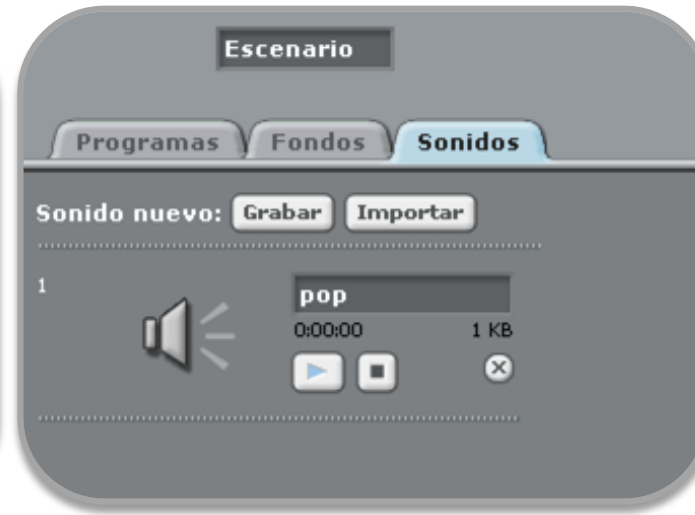 Escenario
Programas Fondos Sonidos
Sonido nuevo: Grabar Importar
1
pop
0:00:00 1 KB